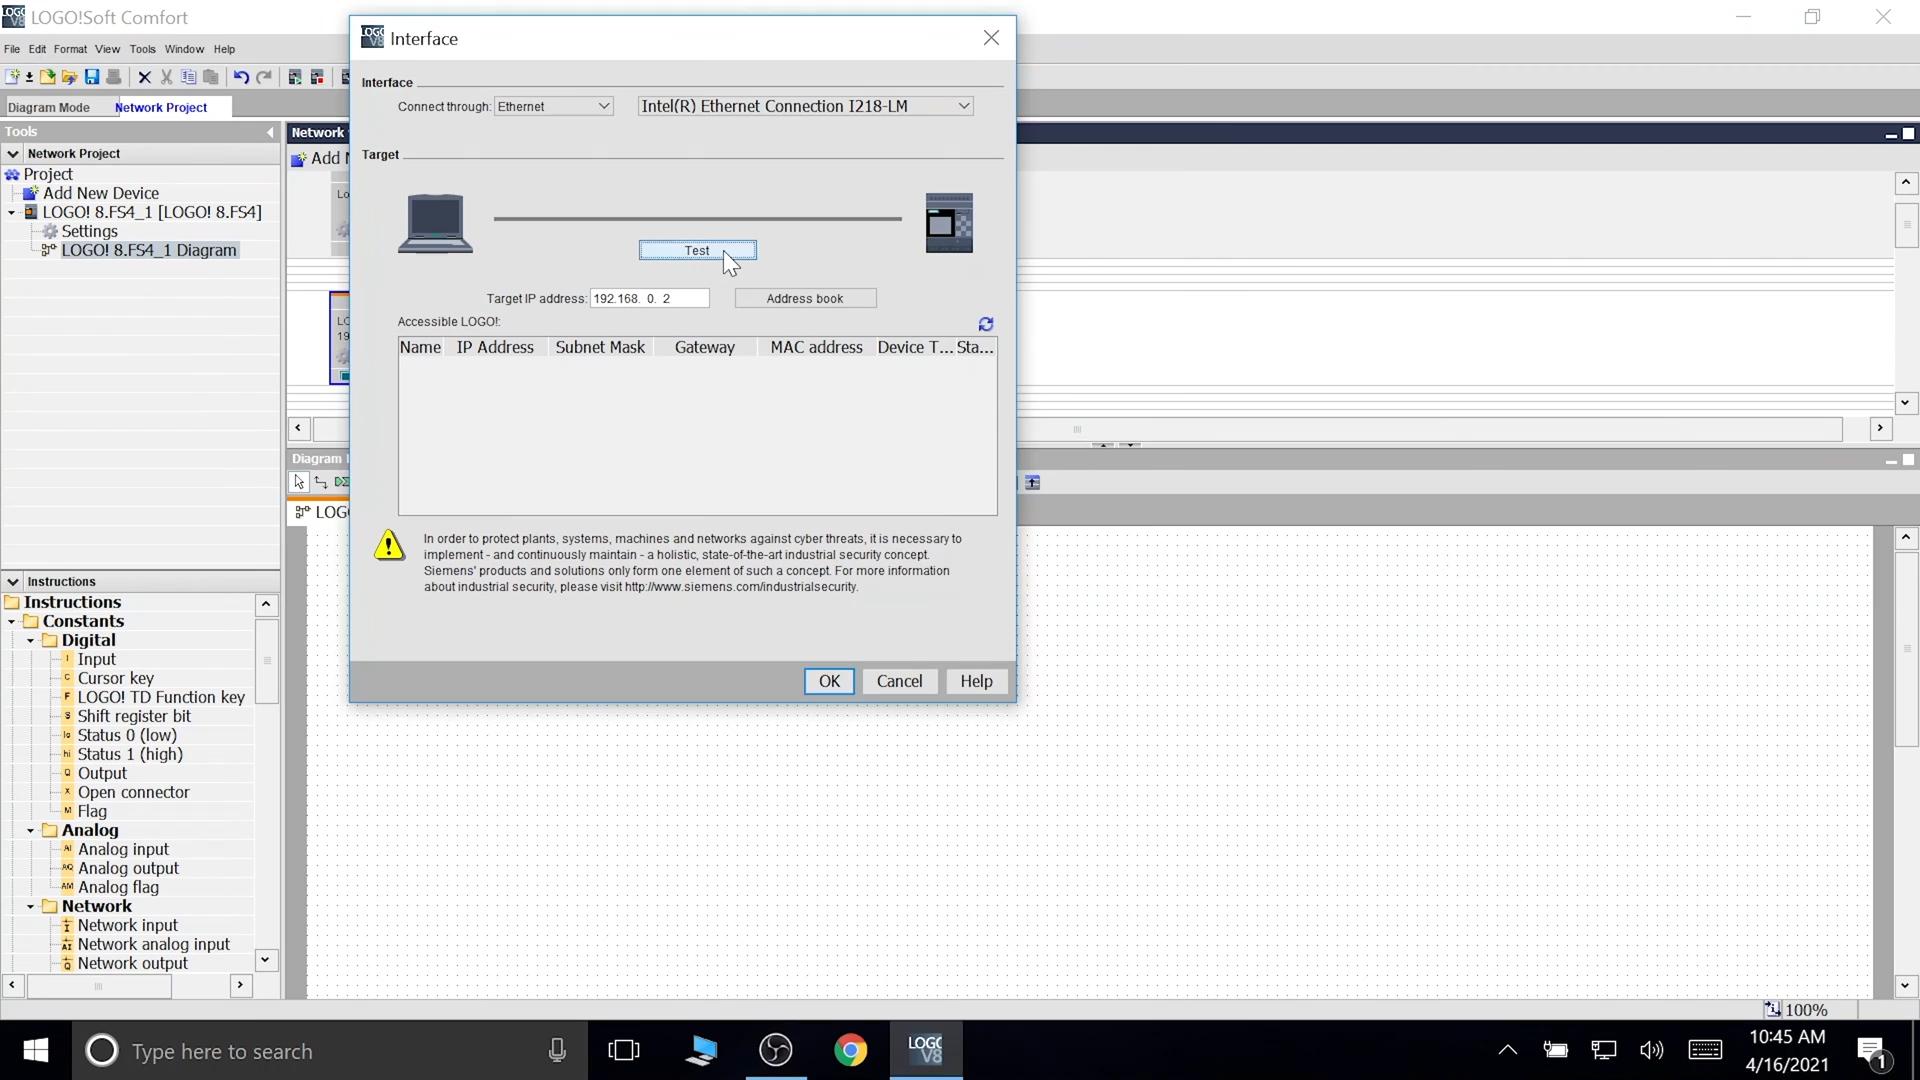 LOGO!Soft Comfort
File Edit Format View Tools Window Help
Diagram Mode Network Project
Tools
Network Project
Project
Add New Device
LOGO! 8.FS4_1 [LOGO! 8.FS4]
Settings
LOGO! 8.FS4_1 Diagram
Instructions
Instructions
Constants
Digital
Input
Cursor key
LOGO! TD Function key
Shift register bit
Status 0 (low)
Status 1 (high)
Output
Open connector
Flag
Analog
Analog input
Analog output
Analog flag
Network
Network input
Network analog input
Network output
Network
Add
Diagram
Interface
Interface
Connect through: Ethernet Intel(R) Ethernet Connection I218-LM
Target
Test
Target IP address: 192.168. 0. 2 Address book
Accessible LOGO!:
Name IP Address Subnet Mask Gateway MAC address Device T... Sta...
In order to protect plants, systems, machines and networks against cyber threats, it is necessary to
implement - and continuously maintain - a holistic, state-of-the-art industrial security concept.
Siemens' products and solutions only form one element of such a concept. For more information
about industrial security, please visit http://www.siemens.com/industrialsecurity.
OK Cancel Help
100%
Type here to search
LOGO V8
10:45 AM
4/16/2021
1